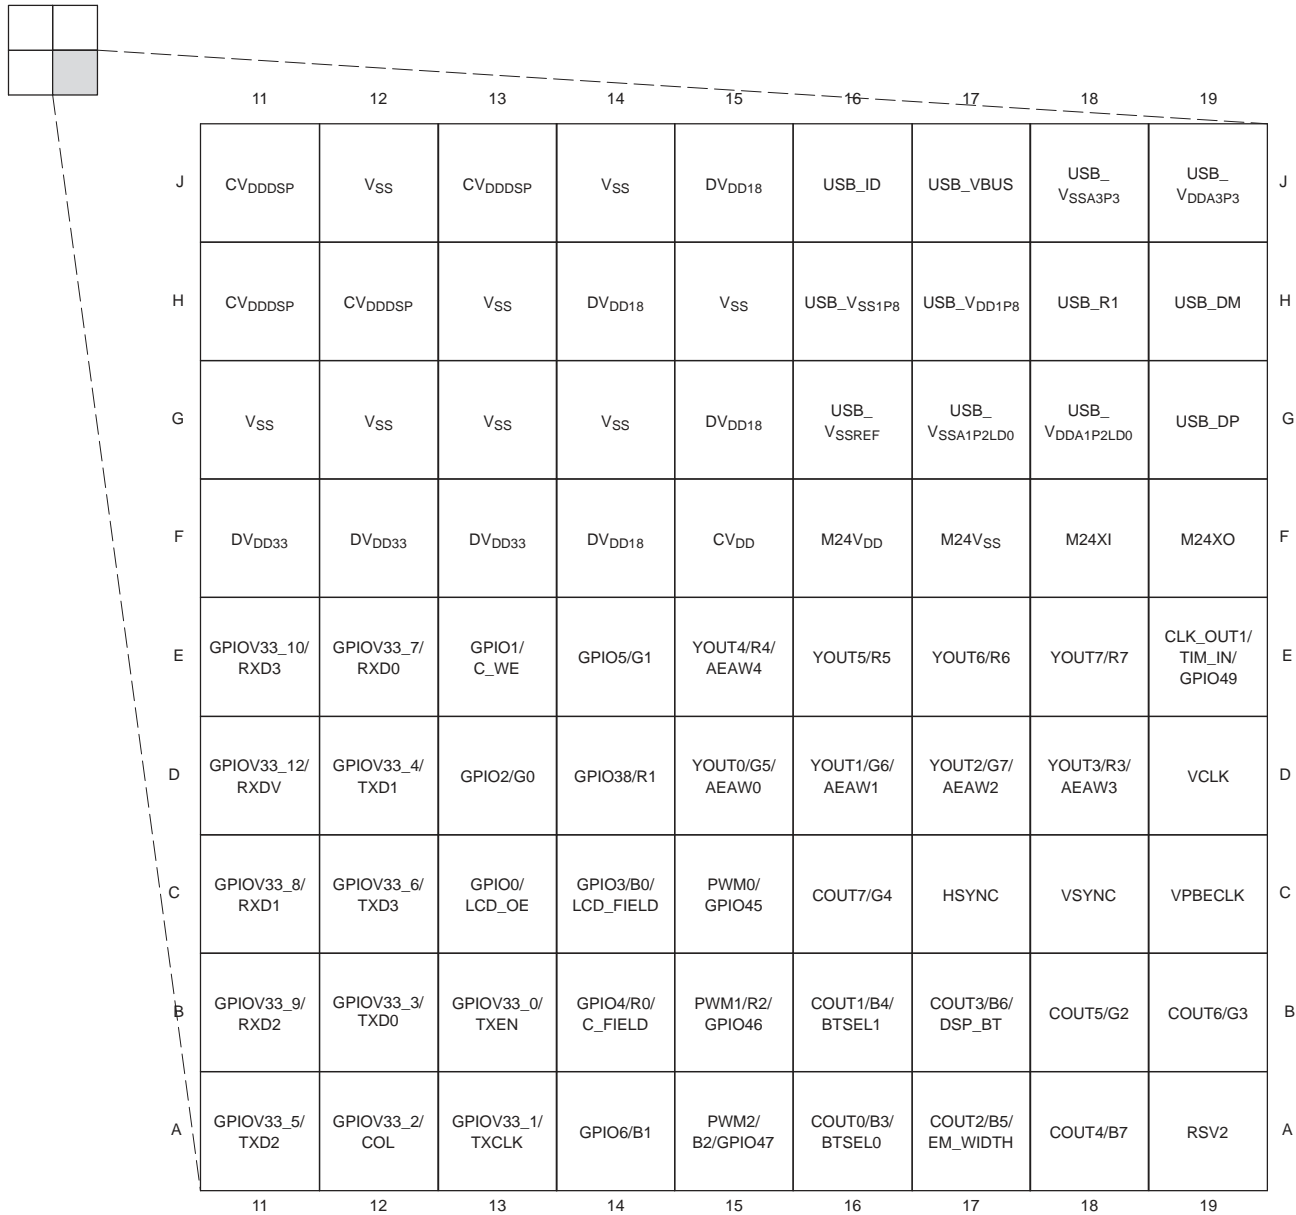 11 12 13 14 15 16 17 18 19
J CVDDDSP VSS CVDDDSP VSS DVDD18 USB_ID USB_VBUS USB_ VSSA3P3 USB_ VDDA3P3 J
H CVDDDSP CVDDDSP VSS DVDD18 VSS USB_VSS1P8 USB_VDD1P8 USB_R1 USB_DM H
G VSS VSS VSS VSS DVDD18 USB_ VSSREF USB_ VSSA1P2LD0 USB_ VDDA1P2LD0 USB_DP G
F DVDD33 DVDD33 DVDD33 DVDD18 CVDD M24VDD M24VSS M24XI M24XO F
E GPIOV33_10/ RXD3 GPIOV33_7/ RXD0 GPIO1/ C_WE GPIO5/G1 YOUT4/R4/ AEAW4 YOUT5/R5 YOUT6/R6 YOUT7/R7 CLK_OUT1/ TIM_IN/ GPIO49 E
D GPIOV33_12/ RXDV GPIOV33_4/ TXD1 GPIO2/G0 GPIO38/R1 YOUT0/G5/ AEAW0 YOUT1/G6/ AEAW1 YOUT2/G7/ AEAW2 YOUT3/R3/ AEAW3 VCLK D
C GPIOV33_8/ RXD1 GPIOV33_6/ TXD3 GPIO0/ LCD_OE GPIO3/B0/ LCD_FIELD PWM0/ GPIO45 COUT7/G4 HSYNC VSYNC VPBECLK C
B GPIOV33_9/ RXD2 GPIOV33_3/ TXD0 GPIOV33_0/ TXEN GPIO4/R0/ C_FIELD PWM1/R2/ GPIO46 COUT1/B4/ BTSEL1 COUT3/B6/ DSP_BT COUT5/G2 COUT6/G3 B
A GPIOV33_5/ TXD2 GPIOV33_2/ COL GPIOV33_1/ TXCLK GPIO6/B1 PWM2/ B2/GPIO47 COUT0/B3/ BTSEL0 COUT2/B5/ EM_WIDTH COUT4/B7 RSV2 A
11 12 13 14 15 16 17 18 19